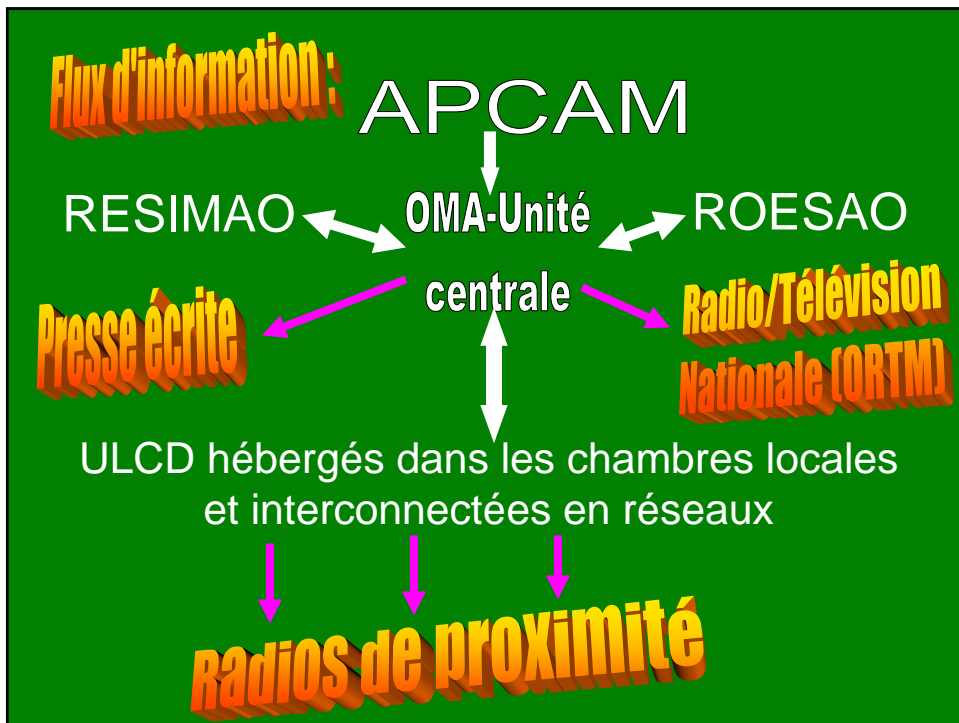 Flux d'information :
APCAM
RESIMAO
OMA-Unité
centrale
ROESAO
Presse écrite
Radio/Télévision
Nationale (ORTM)
ULCD hébergés dans les chambres locales
et interconnectées en réseaux
Radios de proximité